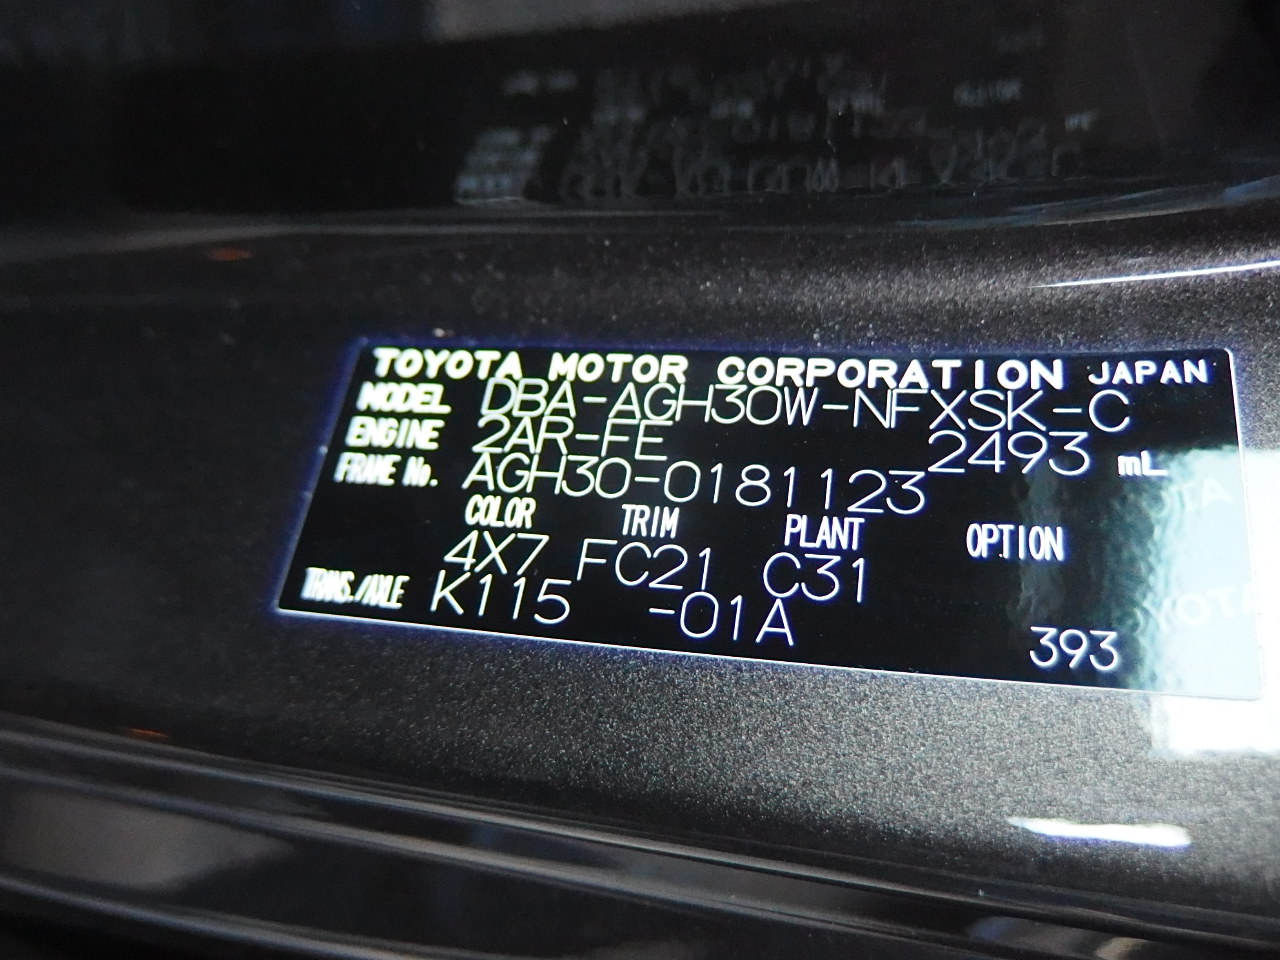 TOYOTA MOTOR CORPORATION JAPAN
MODEL DBA-AGH30W-NFXSK-C
ENGINE 2AR-FE 2493 mL
FRAME No. AGH30-0181123
COLOR TRIM PLANT OPTION
4X7 FC21 C31
TRANS./AXLE K115 -01A 393